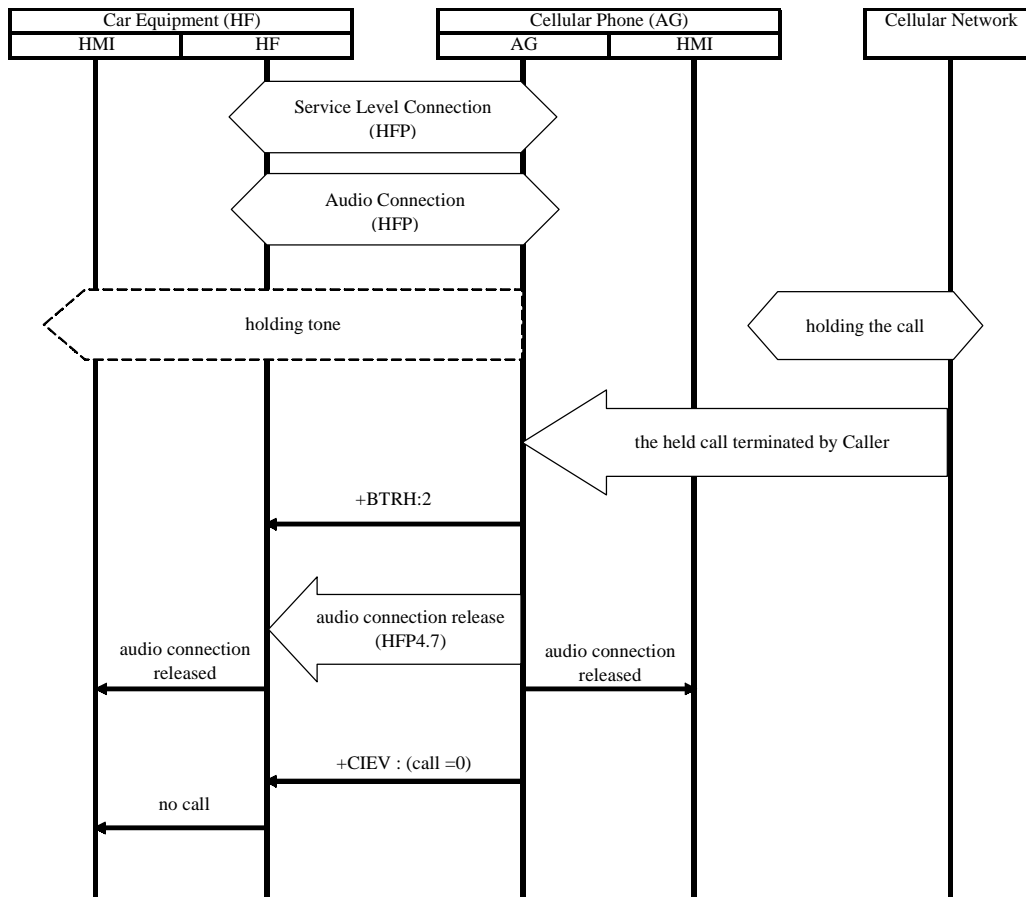 Car Equipment (HF)
Cellular Phone (AG)
Cellular Network
HMI
HF
AG
HMI
Service Level Connection
(HFP)
Audio Connection
(HFP)
holding tone
holding the call
the held call terminated by Caller
+BTRH:2
audio connection release
(HFP4.7)
audio connection
released
audio connection
released
+CIEV : (call =0)
no call